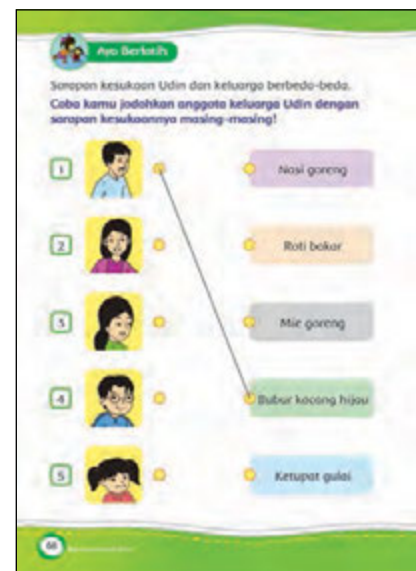 Ayo Berlatih
Sarapan kesukaan Udin dan keluarga berbeda-beda.
Coba kamu jodohkan anggota keluarga Udin dengan
sarapan kesukaannya masing-masing!
1
Nasi goreng
2
Roti bakar
3
Mie goreng
4
Bubur kacang hijau
5
Ketupat gulai
66